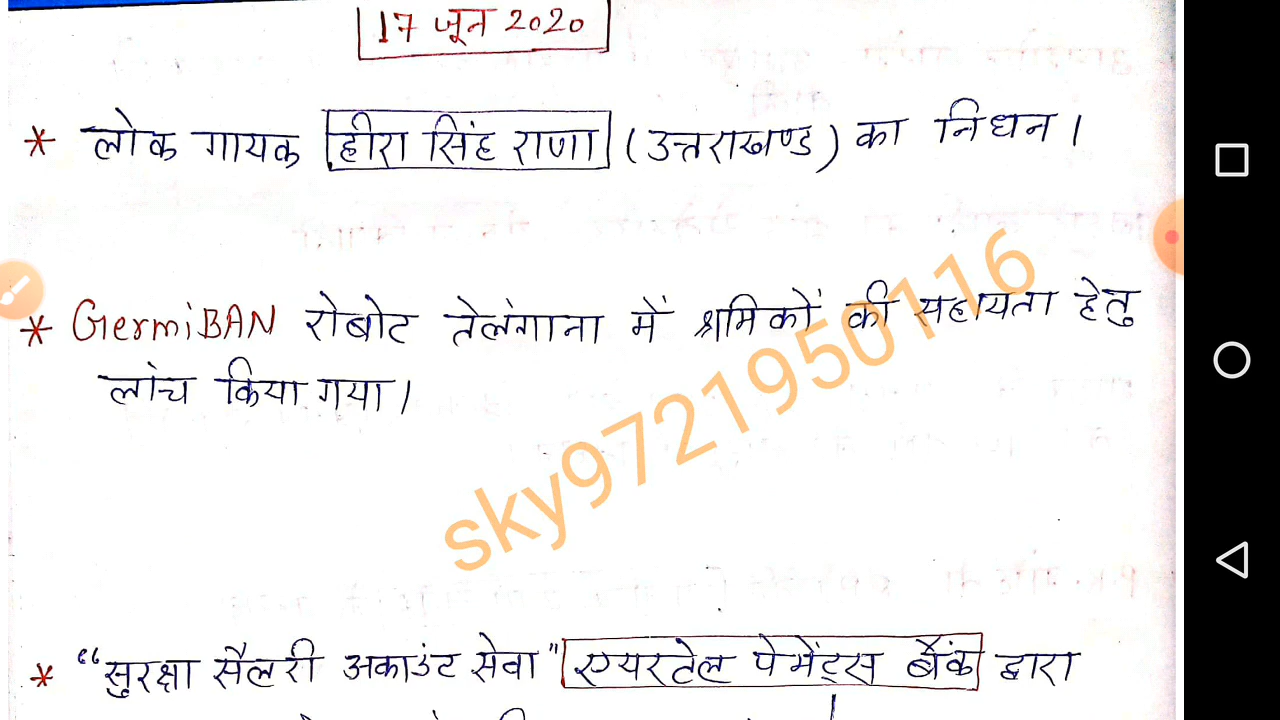 17 जून 2020
* लोक गायक हीरा सिंह राणा (उत्तराखण्ड) का निधन।
* GermiBAN रोबोट तेलंगाना में श्रमिकों की सहायता हेतु
लांच किया गया।
sky9721950116
* “सुरक्षा सैलरी अकाउंट सेवा" एयरटेल पेमेंट्स बैंक द्वारा